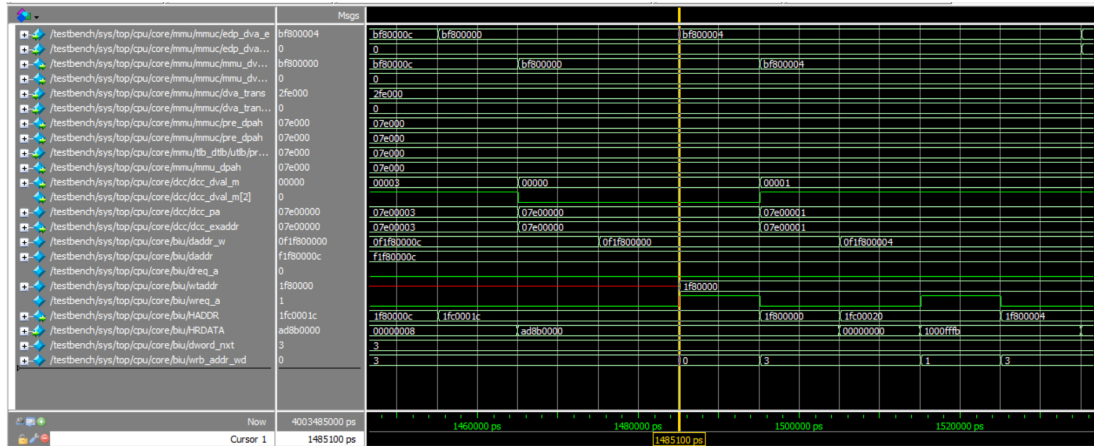 Msgs
/testbench/sys/top/cpu/core/mmu/mmuc/edp_dva_e bf800004 bf80000c bf800000 bf800004
/testbench/sys/top/cpu/core/mmu/mmuc/edp_dva... 0 0
/testbench/sys/top/cpu/core/mmu/mmuc/mmu_dv... bf800000 bf80000c bf800000 bf800004
/testbench/sys/top/cpu/core/mmu/mmuc/mmu_dv... 0 0
/testbench/sys/top/cpu/core/mmu/mmuc/dva_trans 2fe000 2fe000
/testbench/sys/top/cpu/core/mmu/mmuc/dva_tran... 0 0
/testbench/sys/top/cpu/core/mmu/mmuc/pre_dpah 07e000 07e000
/testbench/sys/top/cpu/core/mmu/mmuc/pre_dpah 07e000 07e000
/testbench/sys/top/cpu/core/mmu/tlb_dtlb/utlb/pr... 07e000 07e000
/testbench/sys/top/cpu/core/mmu/mmu_dpah 07e000 07e000
/testbench/sys/top/cpu/core/dcc/dcc_dval_m 00000 00003 00000 00001
/testbench/sys/top/cpu/core/dcc/dcc_dval_m[2] 0
/testbench/sys/top/cpu/core/dcc/dcc_pa 07e00000 07e00003 07e00000 07e00001
/testbench/sys/top/cpu/core/dcc/dcc_exaddr 07e00000 07e00003 07e00000 07e00001
/testbench/sys/top/cpu/core/biu/daddr_w 0f1f800000 0f1f80000c 0f1f800000 0f1f800004
/testbench/sys/top/cpu/core/biu/daddr f1f80000c f1f80000c
/testbench/sys/top/cpu/core/biu/dreq_a 0
/testbench/sys/top/cpu/core/biu/wtaddr 1f80000 1f80000
/testbench/sys/top/cpu/core/biu/wreq_a 1
/testbench/sys/top/cpu/core/biu/HADDR 1fc0001c 1f80000c 1fc0001c 1f800000 1fc00020 1f800004
/testbench/sys/top/cpu/core/biu/HRDATA ad8b0000 00000008 ad8b0000 00000000 1000fffb
/testbench/sys/top/cpu/core/biu/dword_nxt 3 3
/testbench/sys/top/cpu/core/biu/wrb_addr_wd 0 3 0 3 1 3
Now 4003485000 ps 1460000 ps 1480000 ps 1500000 ps 1520000 ps
Cursor 1 1485100 ps 1485100 ps